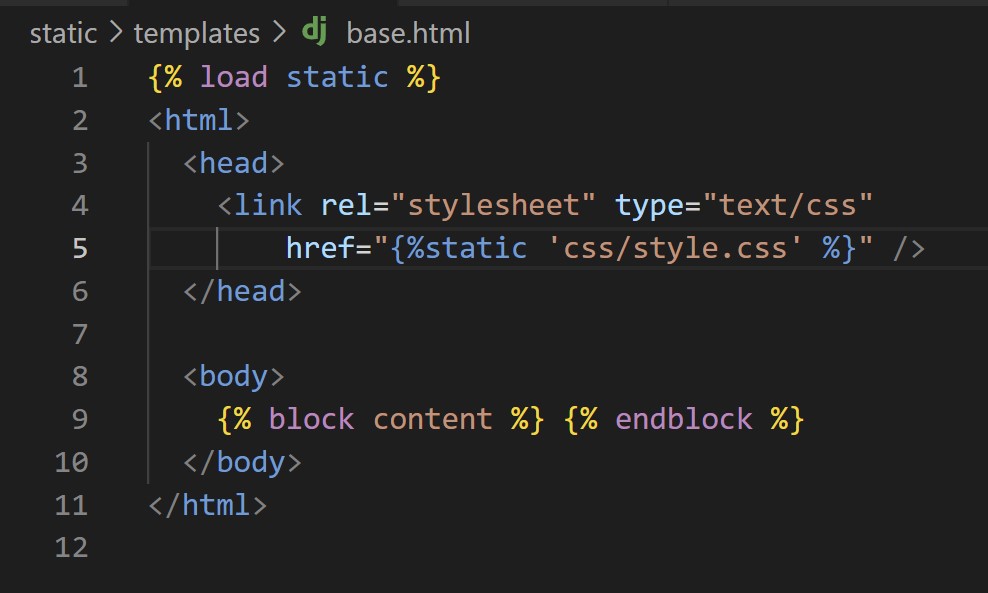 static > templates > dj base.html
1 {% load static %}
2 <html>
3 <head>
4 <link rel="stylesheet" type="text/css"
5 href="{%static 'css/style.css' %}" />
6 </head>
7
8 <body>
9 {% block content %} {% endblock %}
10 </body>
11 </html>
12